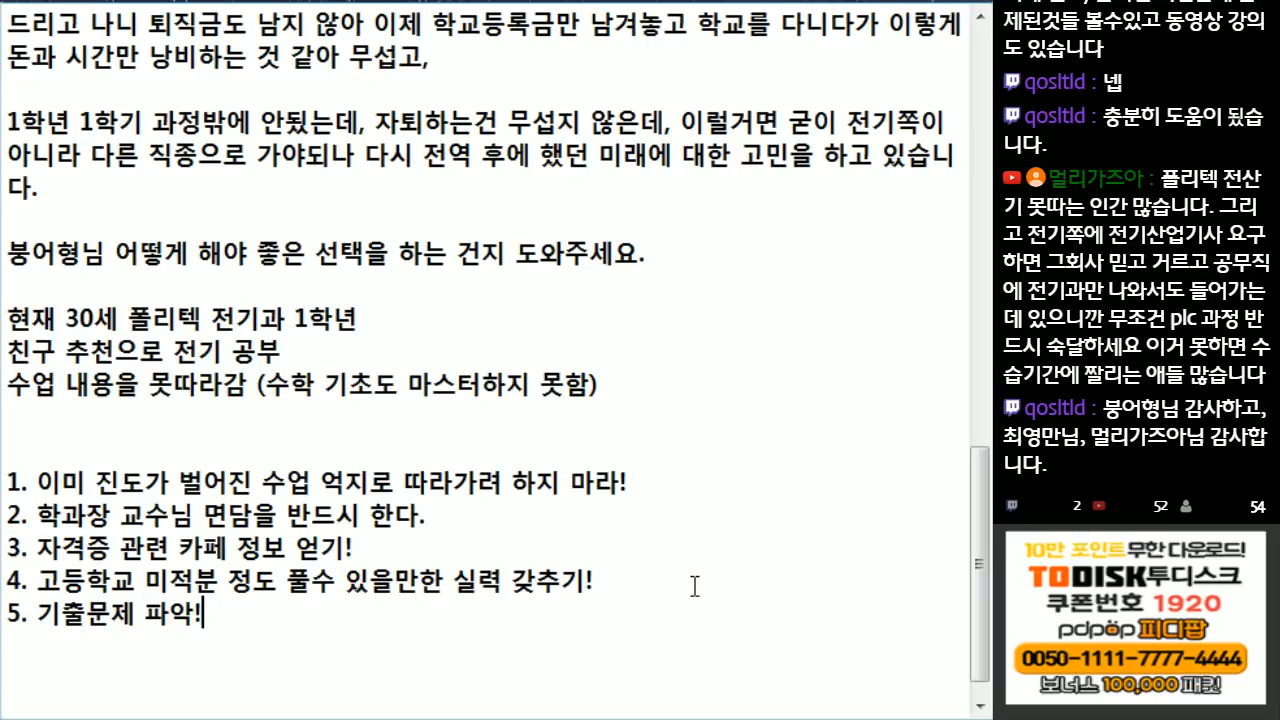 드리고 나니 퇴직금도 남지 않아 이제 학교등록금만 남겨놓고 학교를 다니다가 이렇게
돈과 시간만 낭비하는 것 같아 무섭고,
1학년 1학기 과정밖에 안됬는데, 자퇴하는건 무섭지 않은데, 이럴거면 굳이 전기쪽이
아니라 다른 직종으로 가야되나 다시 전역 후에 했던 미래에 대한 고민을 하고 있습니
다.
붕어형님 어떻게 해야 좋은 선택을 하는 건지 도와주세요.
현재 30세 폴리텍 전기과 1학년
친구 추천으로 전기 공부
수업 내용을 못따라감 (수학 기초도 마스터하지 못함)
1. 이미 진도가 벌어진 수업 억지로 따라가려 하지 마라!
2. 학과장 교수님 면담을 반드시 한다.
3. 자격증 관련 카페 정보 얻기!
4. 고등학교 미적분 정도 풀수 있을만한 실력 갖추기!
5. 기출문제 파악!
제된것들 볼수있고 동영상 강의
도 있습니다
qosltld : 넵
qosltld : 충분히 도움이 됬습
니다.
멀리가즈아 : 폴리텍 전산
기 못따는 인간 많습니다. 그리
고 전기쪽에 전기산업기사 요구
하면 그회사 믿고 거르고 공무직
에 전기과만 나와서도 들어가는
데 있으니깐 무조건 plc 과정 반
드시 숙달하세요 이거 못하면 수
습기간에 짤리는 애들 많습니다
qosltld : 붕어형님 감사하고,
최영만님, 멀리가즈아님 감사합
니다.
2 52 54
10만 포인트 무한 다운로드!
TODISK투디스크
쿠폰번호 1920
pdpop 피디팝
0050-1111-7777-4444
보너스 100,000 패킷